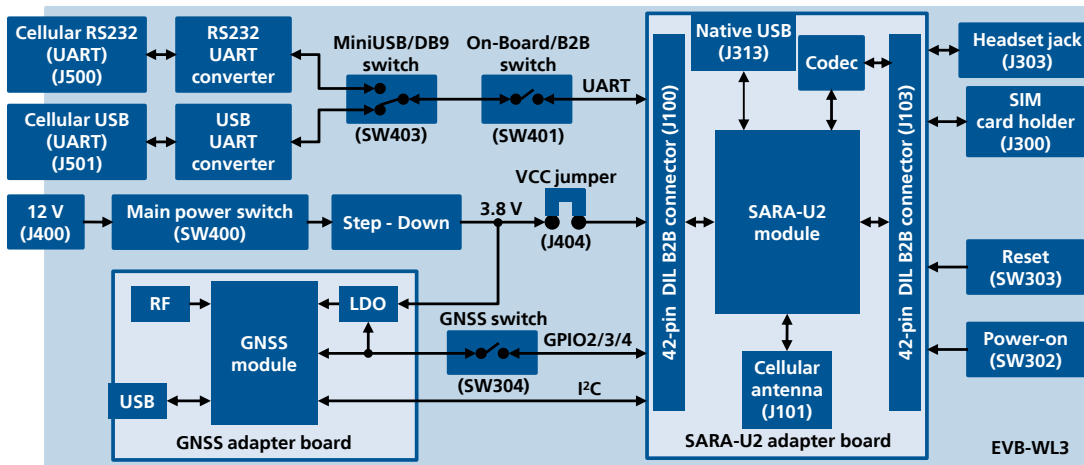 Cellular RS232
(UART)
(J500)
RS232
UART
converter
MiniUSB/DB9
switch
(SW403)
On-Board/B2B
switch
(SW401)
UART
Cellular USB
(UART)
(J501)
USB
UART
converter
12 V
(J400)
Main power switch
(SW400)
Step - Down
3.8 V
VCC jumper
(J404)
RF
GNSS
module
LDO
USB
GNSS adapter board
GNSS switch
(SW304)
GPIO2/3/4
I²C
42-pin DIL B2B connector (J100)
Native USB
(J313)
Codec
SARA-U2
module
Cellular
antenna
(J101)
42-pin DIL B2B connector (J103)
SARA-U2 adapter board
Headset jack
(J303)
SIM
card holder
(J300)
Reset
(SW303)
Power-on
(SW302)
EVB-WL3